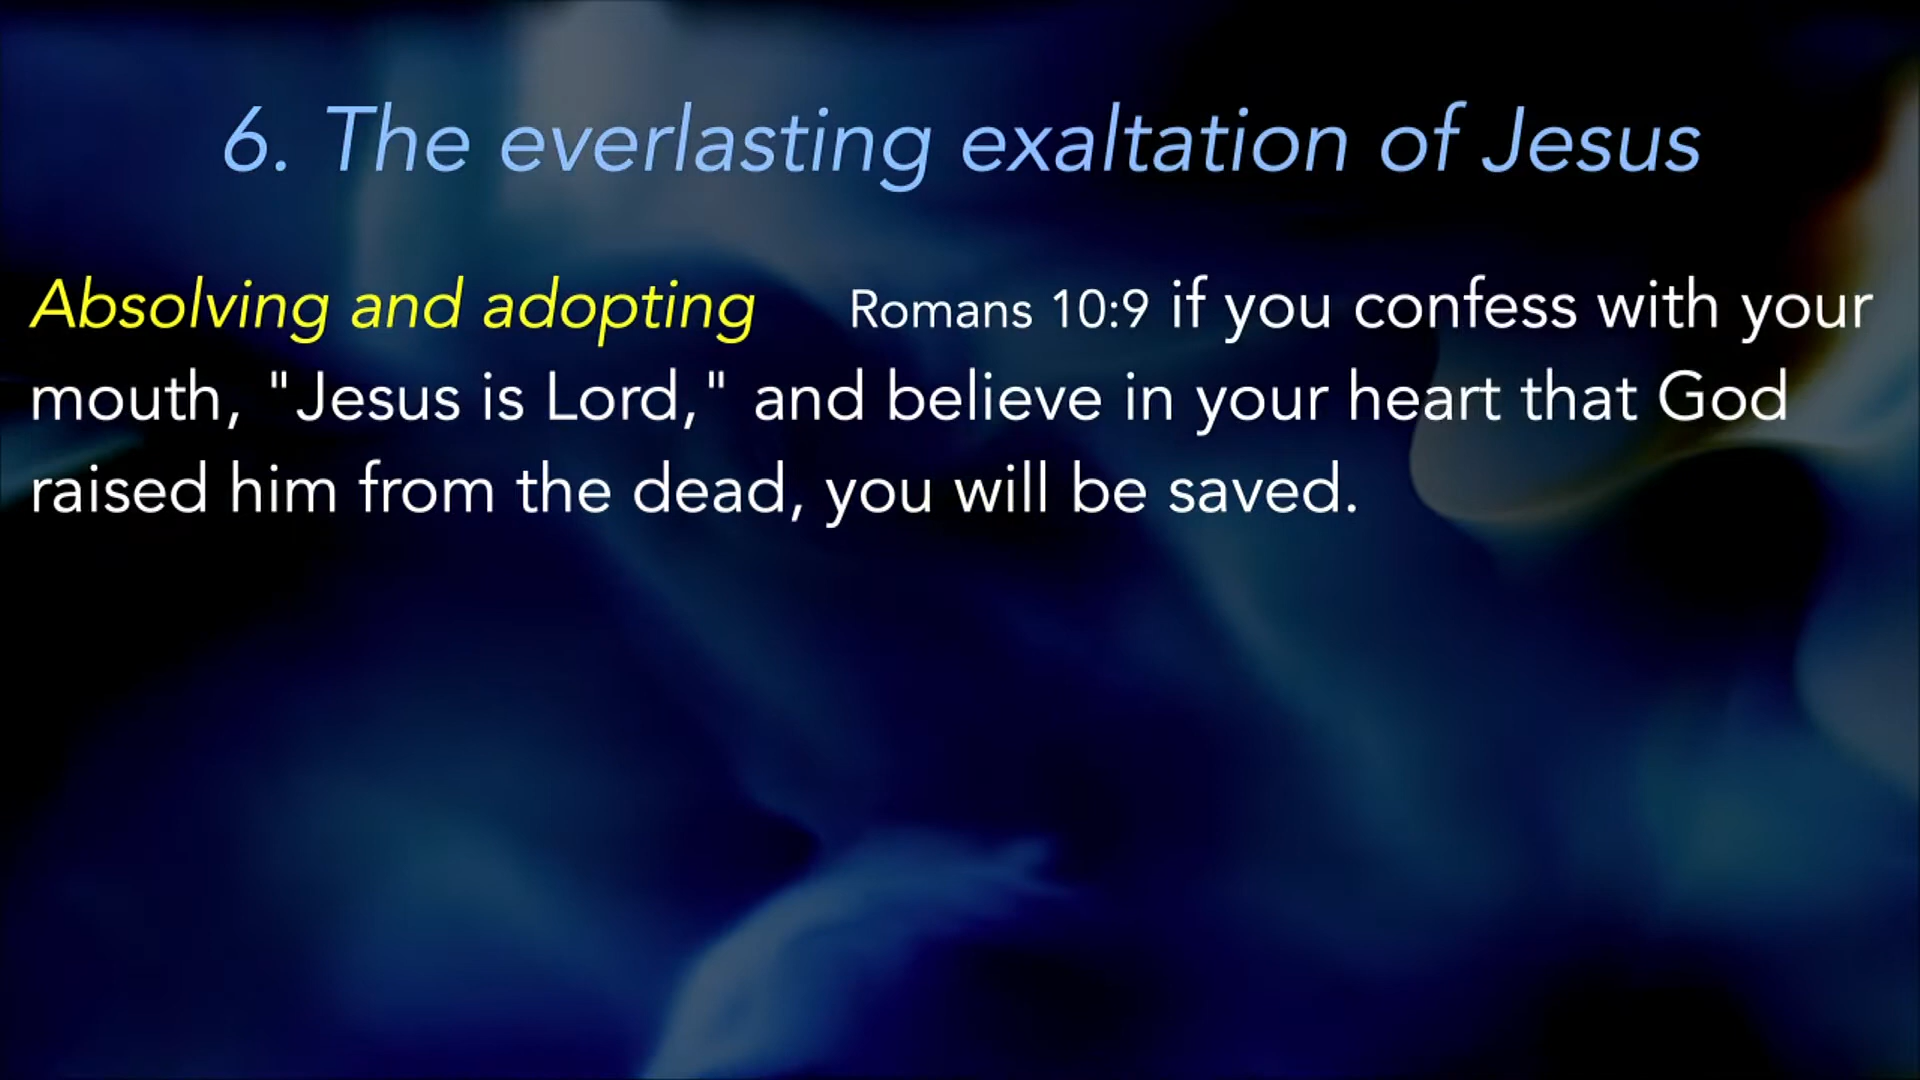 6. The everlasting exaltation of Jesus
Absolving and adopting Romans 10:9 if you confess with your
mouth, "Jesus is Lord," and believe in your heart that God
raised him from the dead, you will be saved.